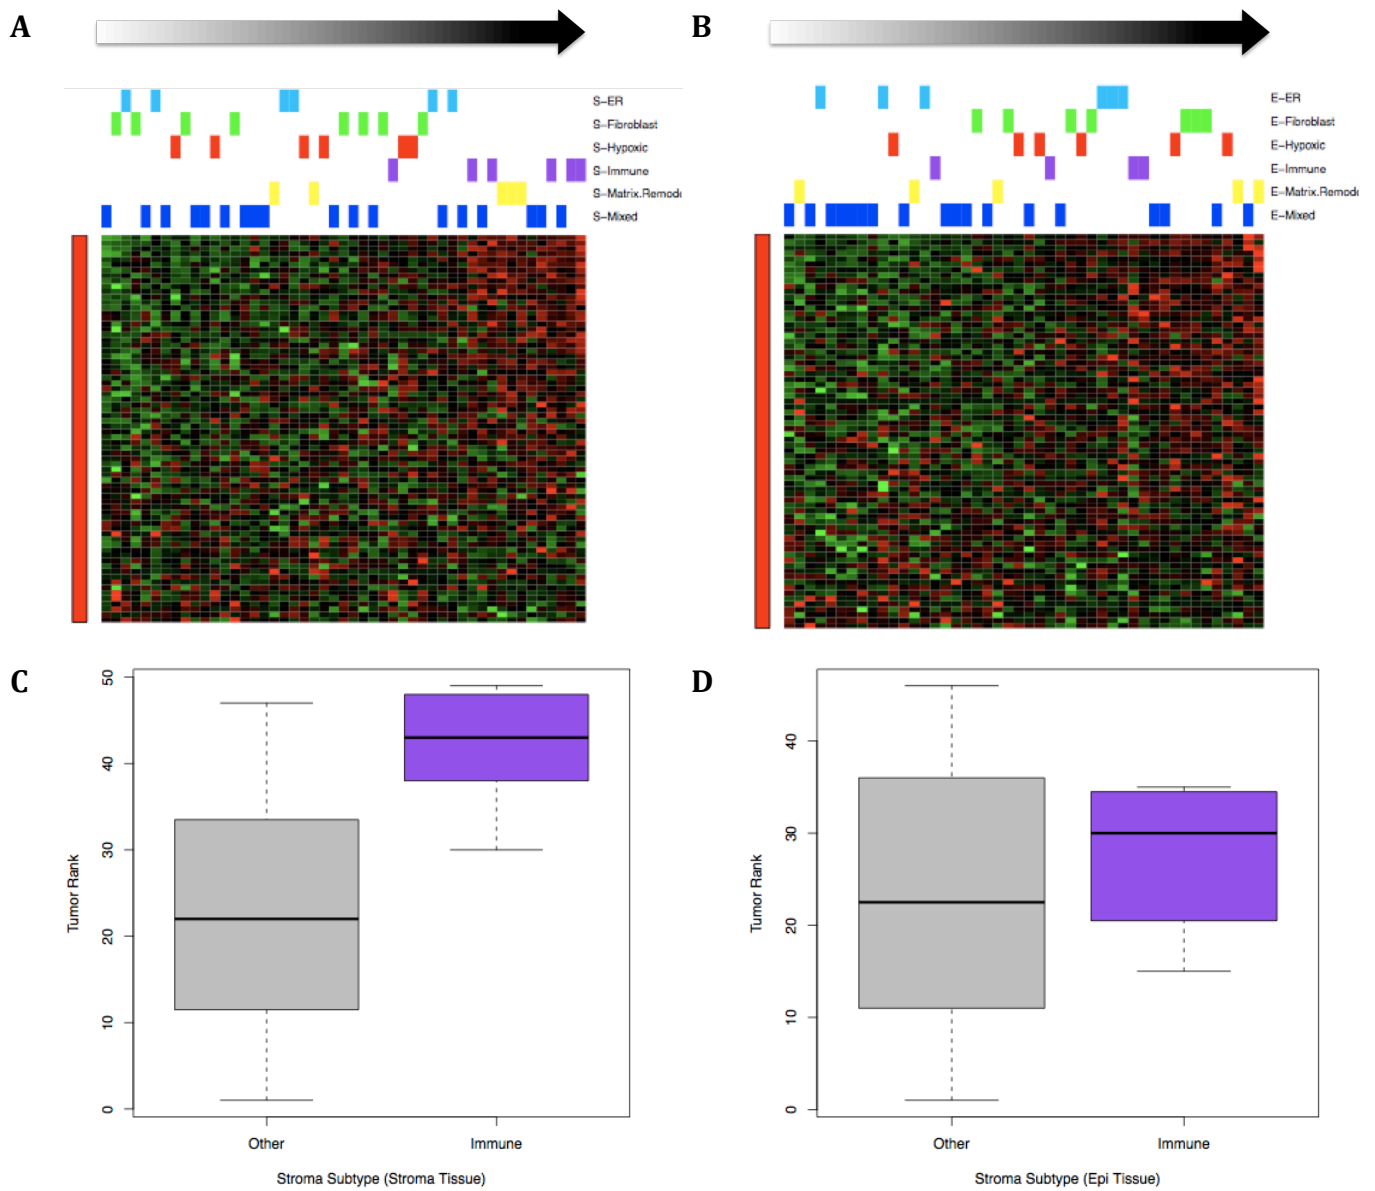 A
B
S-ER
S-Fibroblast
S-Hypoxic
S-Immune
S-Matrix.Remod
S-Mixed
E-ER
E-Fibroblast
E-Hypoxic
E-Immune
E-Matrix.Remod
E-Mixed
C
50
40
30
20
10
0
Tumor Rank
Other
Immune
Stroma Subtype (Stroma Tissue)
D
40
30
20
10
0
Tumor Rank
Other
Immune
Stroma Subtype (Epi Tissue)